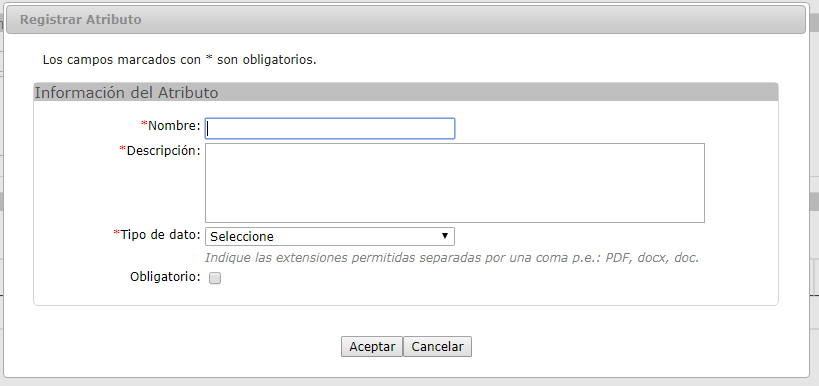 Registrar Atributo
Los campos marcados con * son obligatorios.
Información del Atributo
*Nombre:
*Descripción:
*Tipo de dato: Seleccione
Indique las extensiones permitidas separadas por una coma p.e.: PDF, docx, doc.
Obligatorio:
Aceptar Cancelar